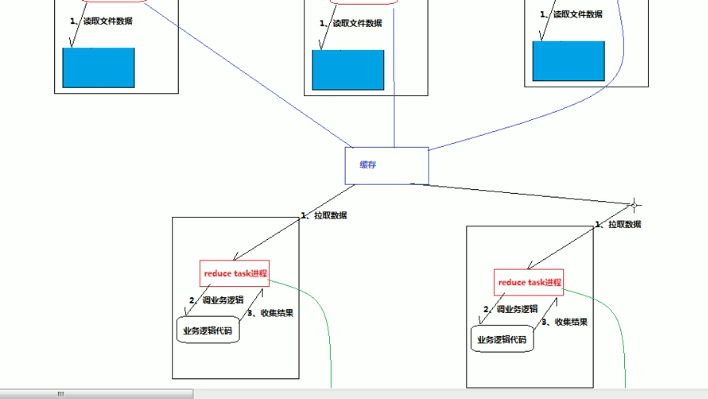 1、读取文件数据
1、读取文件数据
1、读取文件数据
缓存
1、拉取数据
1、拉取数据
reduce task进程
reduce task进程
2、调业务逻辑
3、收集结果
2、调业务逻辑
3、收集结果
业务逻辑代码
业务逻辑代码